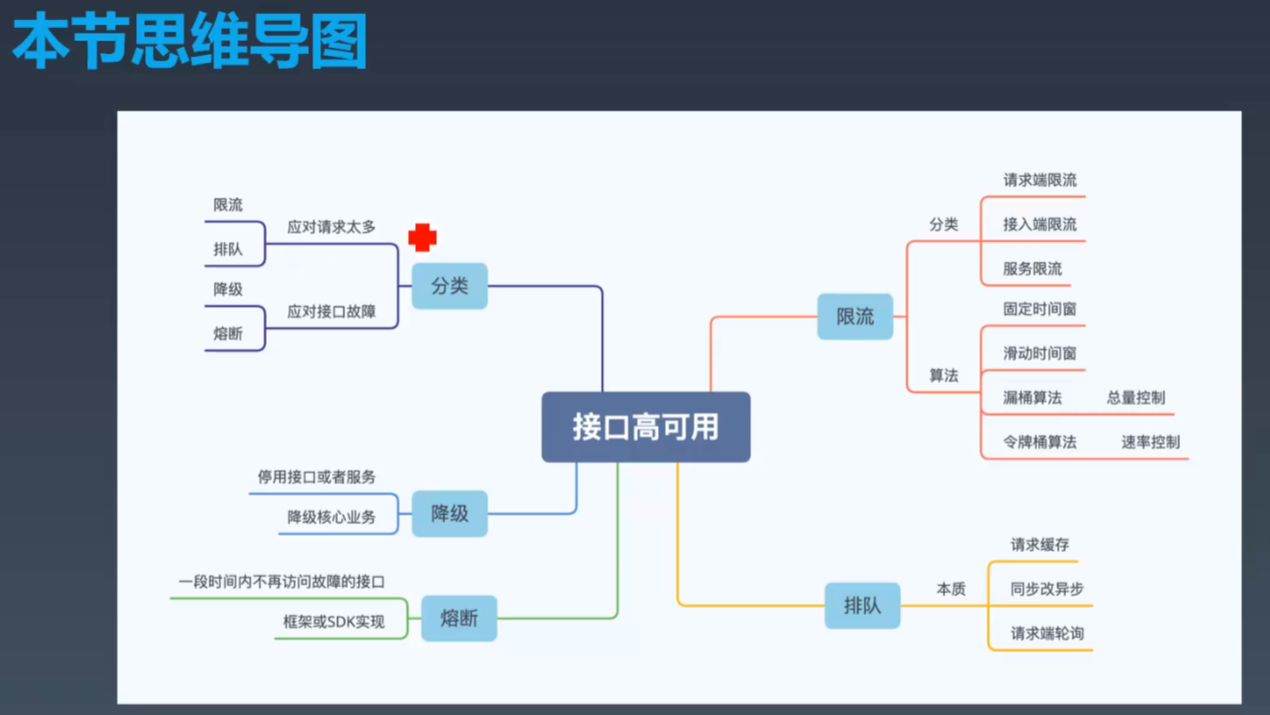 本节思维导图
限流
排队
应对请求太多
降级
熔断
应对接口故障
分类
接口高可用
停用接口或者服务
降级核心业务
降级
一段时间内不再访问故障的接口
框架或SDK实现
熔断
限流
分类
请求端限流
接入端限流
服务限流
算法
固定时间窗
滑动时间窗
漏桶算法 总量控制
令牌桶算法 速率控制
排队
本质
请求缓存
同步改异步
请求端轮询